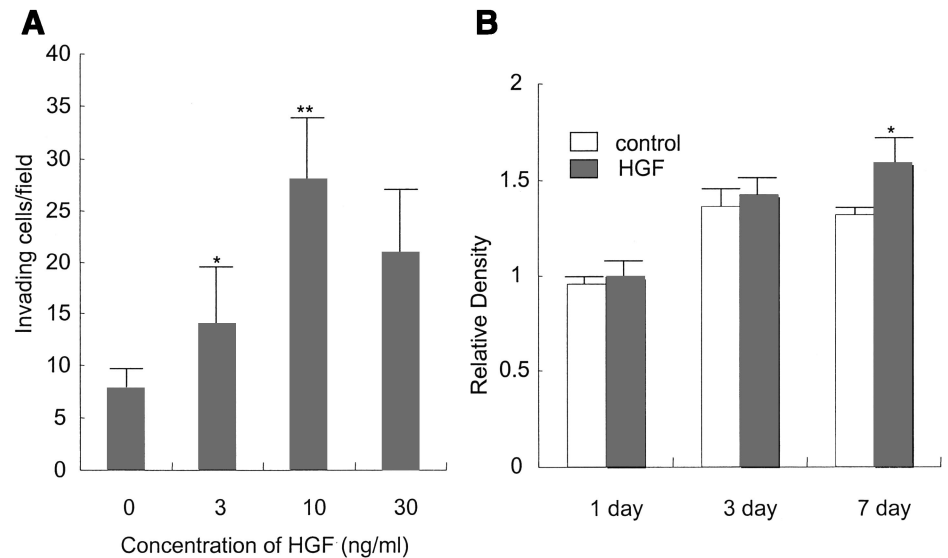 A
40
35
30
25
20
15
10
5
0
Invading cells/field
*
**
0 3 10 30
Concentration of HGF (ng/ml)
B
2
1.5
1
0.5
0
Relative Density
control
HGF
*
1 day 3 day 7 day